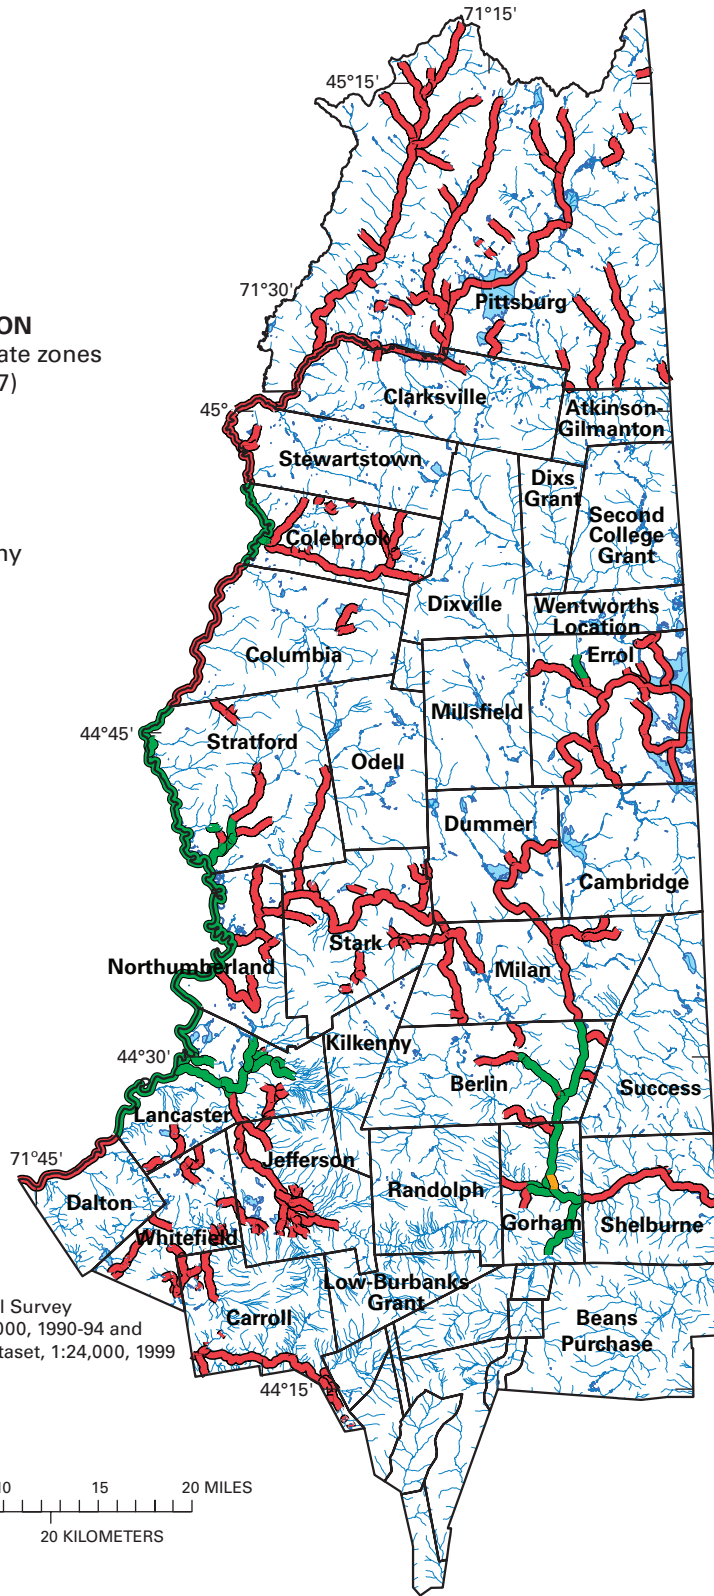 71°15'
45°15'
71°30'
Pittsburg
ON
ate zones
7)
Clarksville
45°
Atkinson-
Gilmanton
Stewartstown
Dixs
Grant
Second
College
Grant
Colebrook
ny
Dixville
Wentworths
Location
Columbia
Errol
Millsfield
44°45'
Stratford
Odell
Dummer
Cambridge
Stark
Northumberland
Milan
Kilkenny
44°30'
Berlin
Success
Lancaster
71°45'
Jefferson
Randolph
Dalton
Gorham
Shelburne
Whitefield
Low-Burbanks
Grant
l Survey
000, 1990-94 and
taset, 1:24,000, 1999
Carroll
Beans
Purchase
44°15'
10 15 20 MILES
20 KILOMETERS